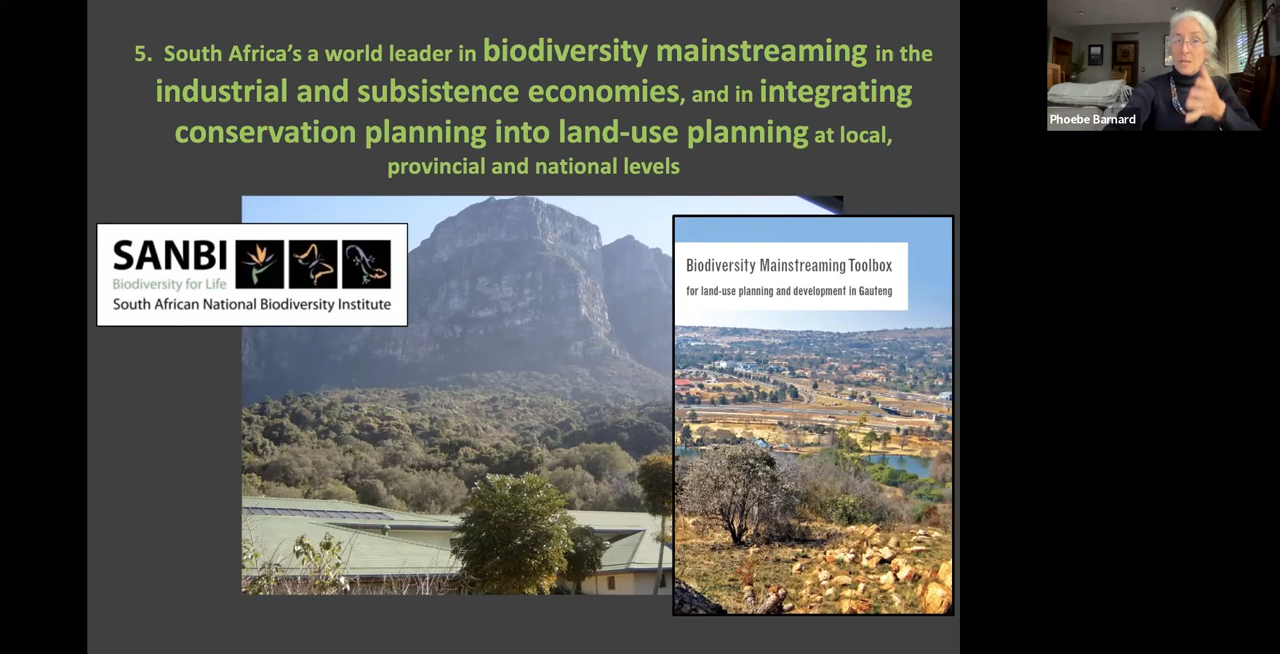 5. South Africa's a world leader in biodiversity mainstreaming in the
industrial and subsistence economies, and in integrating
conservation planning into land-use planning at local,
provincial and national levels
SANBI
Biodiversity for Life
South African National Biodiversity Institute
Biodiversity Mainstreaming Toolbox
for land-use planning and development in Gauteng
Phoebe Barnard